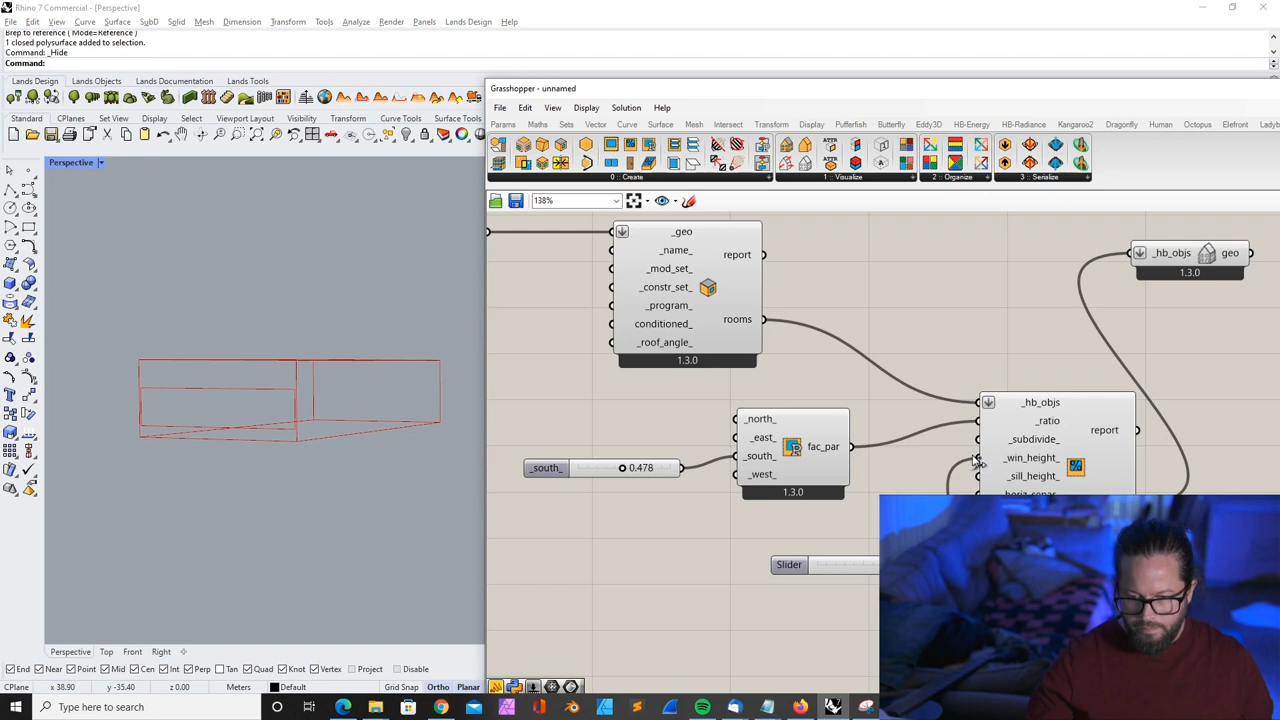 Rhino 7 Commercial - [Perspective]
File Edit View Curve Surface SubD Solid Mesh Dimension Transform Tools Analyze Render Panels Lands Design Help
Brep to reference ( Mode=Reference )
1 closed polysurface added to selection.
Command: _Hide
Command:
Lands Design Lands Objects Lands Documentation Lands Tools
Standard CPlanes Set View Display Select Viewport Layout Visibility Transform Curve Tools Surface Tools
Perspective
Grasshopper - unnamed
File Edit View Display Solution Help
Params Maths Sets Vector Curve Surface Mesh Intersect Transform Display Pufferfish Butterfly Eddy3D HB-Energy HB-Radiance Kangaroo2 Dragonfly Human Octopus Elefront Ladyb
0 :: Create
1 :: Visualize
2 :: Organize
3 :: Serialize
138%
_geo
_name_
_mod_set_
_constr_set_
_program_
conditioned_
_roof_angle_
report
rooms
1.3.0
_hb_objs geo
1.3.0
_north_
_east_
_south_
_west_
fac_par
1.3.0
_south_ 0.478
_hb_objs
_ratio
_subdivide_
_win_height_
_sill_height_
report
Slider
Perspective Top Front Right
End Near Point Mid Cen Int Perp Tan Quad Knot Vertex Project Disable
CPlane x 38.90 y -35.40 z 0.00 Meters Default Grid Snap Ortho Planar
Type here to search